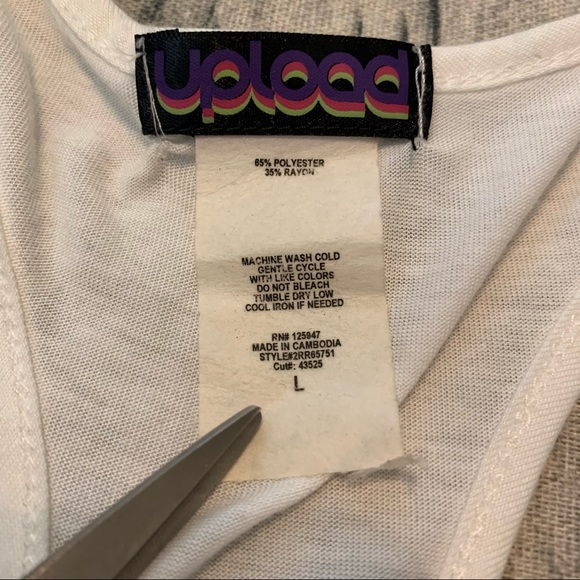 upload
65% POLYESTER
35% RAYON
MACHINE WASH COLD
GENTLE CYCLE
WITH LIKE COLORS
DO NOT BLEACH
TUMBLE DRY LOW
COOL IRON IF NEEDED
RN# 125947
MADE IN CAMBODIA
STYLE#2RR65751
Cut#: 43525
L